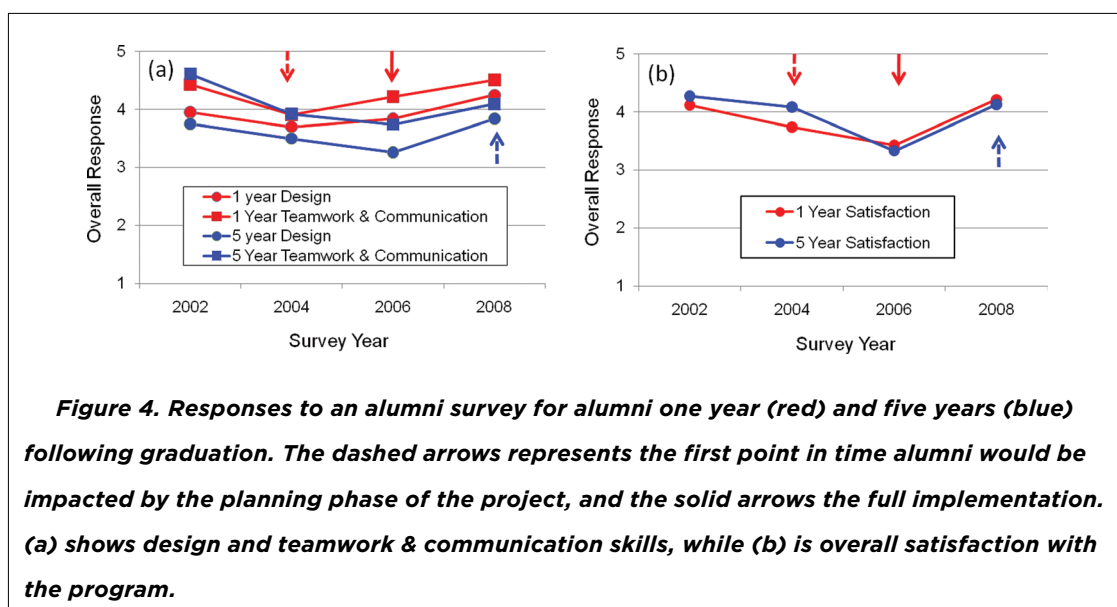 (a)
5
4
3
2
1
Overall Response
1 year Design
1 Year Teamwork & Communication
5 year Design
5 Year Teamwork & Communication
2002 2004 2006 2008
Survey Year
(b)
5
4
3
2
1
Overall Response
1 Year Satisfaction
5 Year Satisfaction
2002 2004 2006 2008
Survey Year
Figure 4. Responses to an alumni survey for alumni one year (red) and five years (blue)
following graduation. The dashed arrows represents the first point in time alumni would be
impacted by the planning phase of the project, and the solid arrows the full implementation.
(a) shows design and teamwork & communication skills, while (b) is overall satisfaction with
the program.